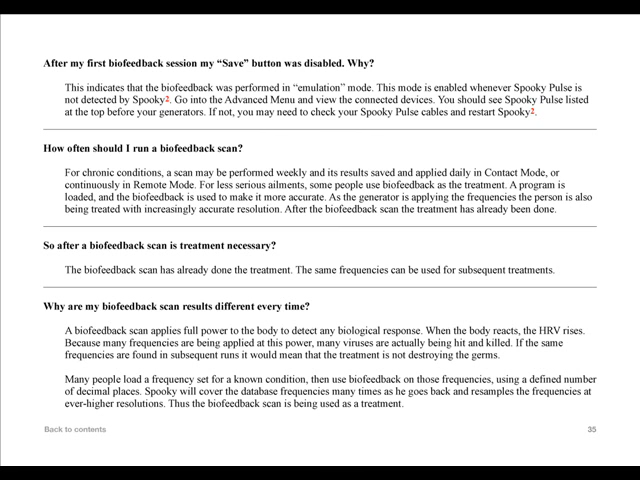 After my first biofeedback session my “Save” button was disabled. Why?
This indicates that the biofeedback was performed in “emulation” mode. This mode is enabled whenever Spooky Pulse is
not detected by Spooky². Go into the Advanced Menu and view the connected devices. You should see Spooky Pulse listed
at the top before your generators. If not, you may need to check your Spooky Pulse cables and restart Spooky².
How often should I run a biofeedback scan?
For chronic conditions, a scan may be performed weekly and its results saved and applied daily in Contact Mode, or
continuously in Remote Mode. For less serious ailments, some people use biofeedback as the treatment. A program is
loaded, and the biofeedback is used to make it more accurate. As the generator is applying the frequencies the person is also
being treated with increasingly accurate resolution. After the biofeedback scan the treatment has already been done.
So after a biofeedback scan is treatment necessary?
The biofeedback scan has already done the treatment. The same frequencies can be used for subsequent treatments.
Why are my biofeedback scan results different every time?
A biofeedback scan applies full power to the body to detect any biological response. When the body reacts, the HRV rises.
Because many frequencies are being applied at this power, many viruses are actually being hit and killed. If the same
frequencies are found in subsequent runs it would mean that the treatment is not destroying the germs.
Many people load a frequency set for a known condition, then use biofeedback on those frequencies, using a defined number
of decimal places. Spooky will cover the database frequencies many times as he goes back and resamples the frequencies at
ever-higher resolutions. Thus the biofeedback scan is being used as a treatment.
Back to contents
35